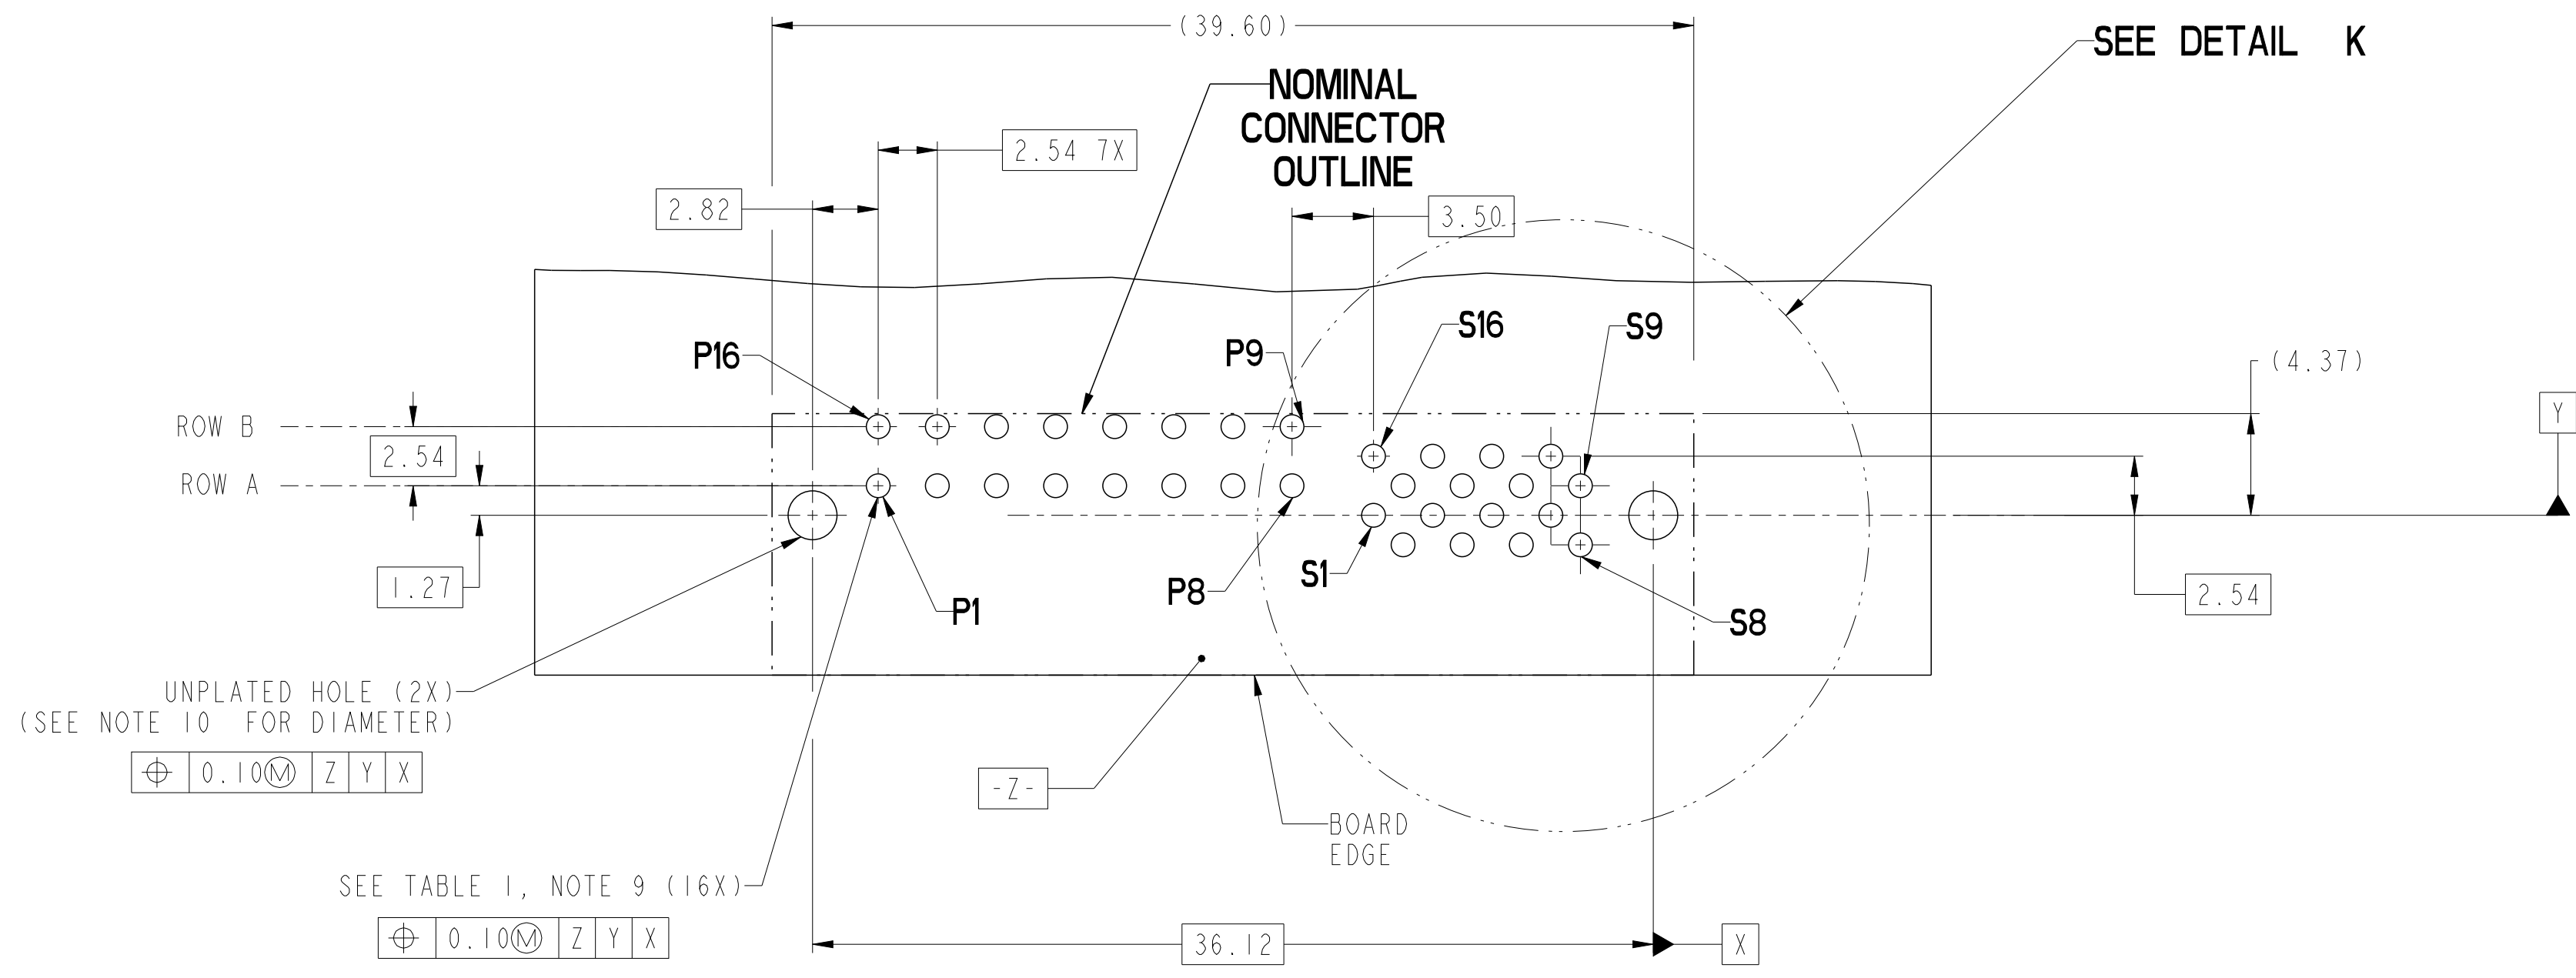 (39.60)
SEE DETAIL K
NOMINAL
CONNECTOR
OUTLINE
2.54 7X
2.82
3.50
P16
P9
S16
S9
(4.37)
Y
ROW B
2.54
ROW A
1.27
P1
P8
S1
S8
2.54
UNPLATED HOLE (2X)
(SEE NOTE 10 FOR DIAMETER)
⌖ 0.10Ⓜ Z Y X
-Z-
BOARD
EDGE
SEE TABLE 1, NOTE 9 (16X)
⌖ 0.10Ⓜ Z Y X
36.12
X